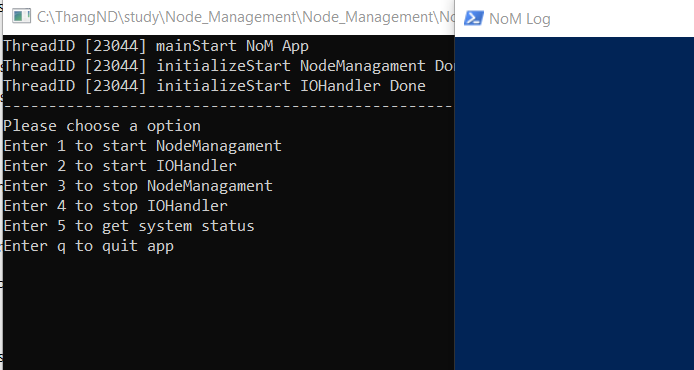 C:\ThangND\study\Node_Management\Node_Management\No
NoM Log
ThreadID [23044] mainStart NoM App
ThreadID [23044] initializeStart NodeManagament Don
ThreadID [23044] initializeStart IOHandler Done
--------------------------------------------------
Please choose a option
Enter 1 to start NodeManagament
Enter 2 to start IOHandler
Enter 3 to stop NodeManagament
Enter 4 to stop IOHandler
Enter 5 to get system status
Enter q to quit app